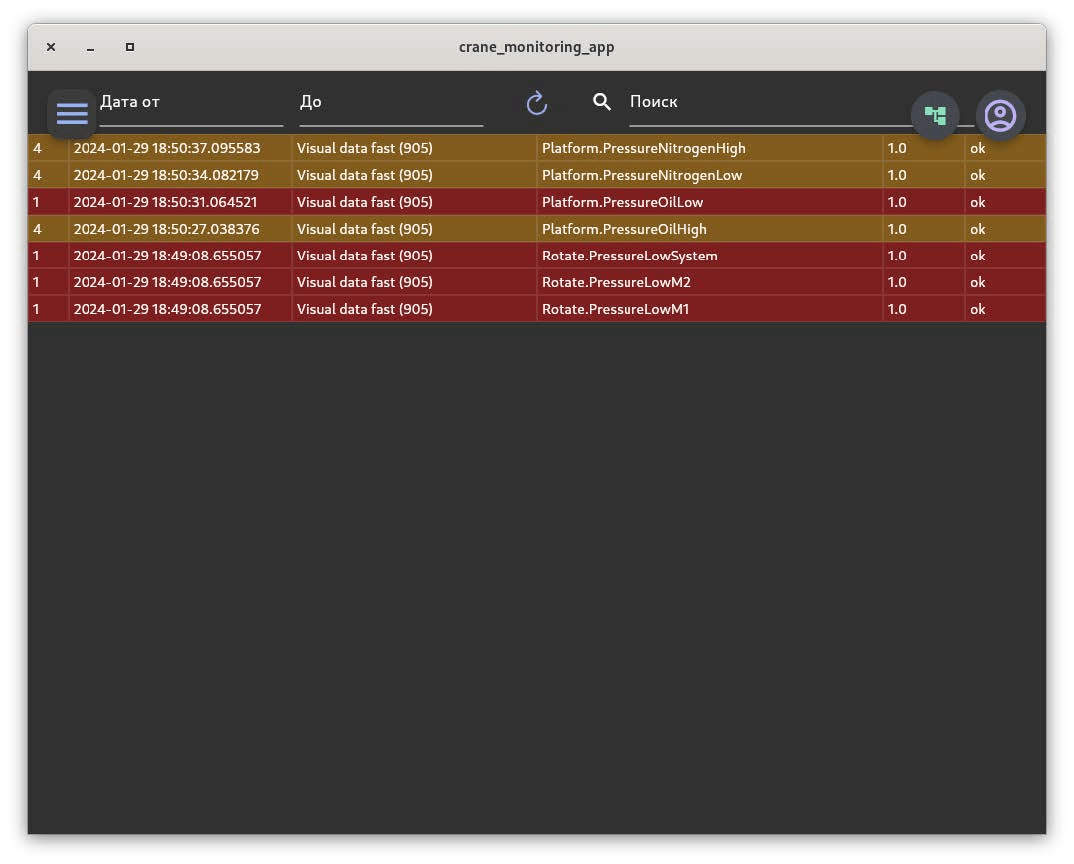 crane_monitoring_app
Дата от До Поиск
4 2024-01-29 18:50:37.095583 Visual data fast (905) Platform.PressureNitrogenHigh 1.0 ok
4 2024-01-29 18:50:34.082179 Visual data fast (905) Platform.PressureNitrogenLow 1.0 ok
1 2024-01-29 18:50:31.064521 Visual data fast (905) Platform.PressureOilLow 1.0 ok
4 2024-01-29 18:50:27.038376 Visual data fast (905) Platform.PressureOilHigh 1.0 ok
1 2024-01-29 18:49:08.655057 Visual data fast (905) Rotate.PressureLowSystem 1.0 ok
1 2024-01-29 18:49:08.655057 Visual data fast (905) Rotate.PressureLowM2 1.0 ok
1 2024-01-29 18:49:08.655057 Visual data fast (905) Rotate.PressureLowM1 1.0 ok